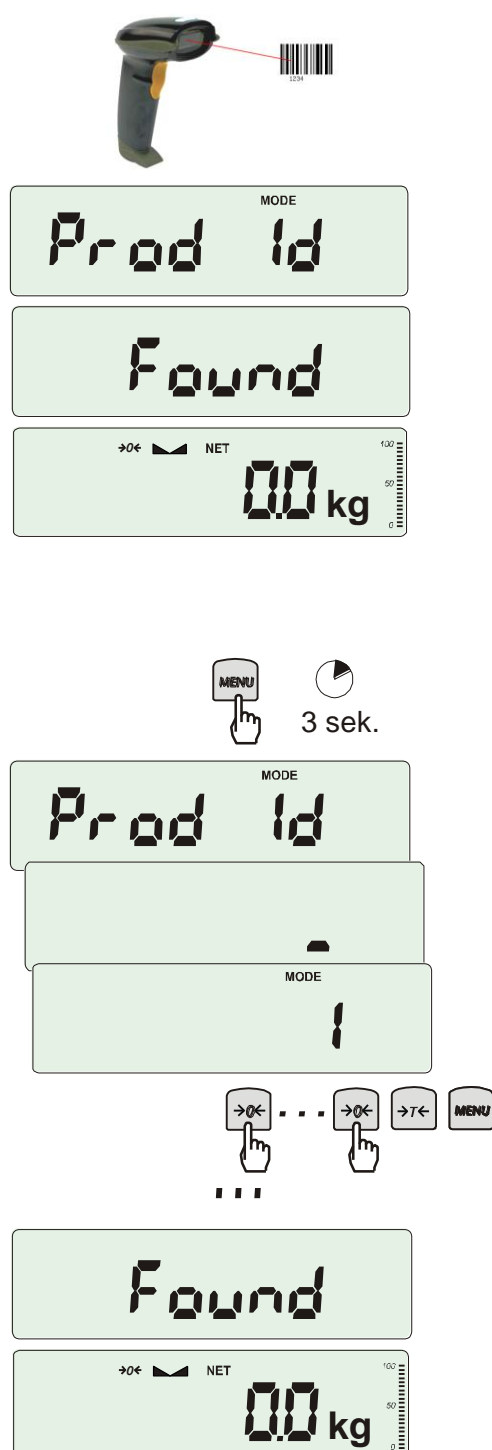 1234
MODE
Prod Id
Found
→0← NET
0.0 kg
100
50
0
MENU
3 sek.
MODE
Prod Id
-
MODE
1
→0← . . . →0← →T← MENU
...
Found
→0← NET
0.0 kg
100
50
0